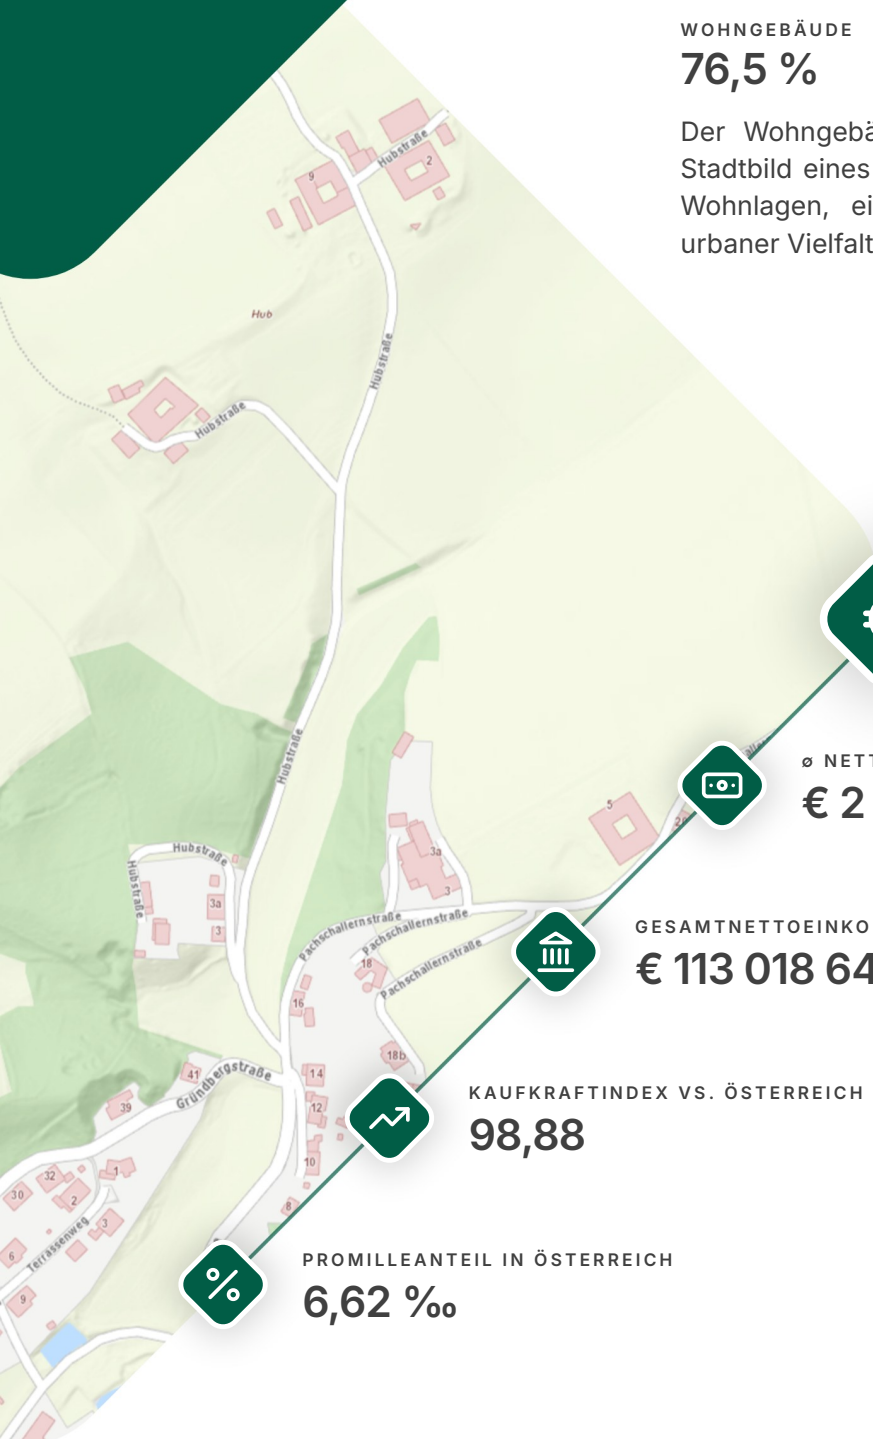 WOHNGEBÄUDE
76,5 %
Der Wohngebä
Stadtbild eines
Wohnlagen, ei
urbaner Vielfalt
Hubstraße
9
2
Hub
Hubstraße
Hubstraße
Hubstraße
ø NETT
€ 2
5
Hubstraße
Hubstraße
3a
3
3a
3
Pachschallernstraße
Pachschallernstraße
Pachschallernstraße
18
GESAMTNETTOEINKO
€ 113 018 64
16
18b
14
41
Gründbergstraße
39
12
KAUFKRAFTINDEX VS. ÖSTERREICH
98,88
10
32
1
30
2
8
3
Terrassenweg
6
9
PROMILLEANTEIL IN ÖSTERREICH
6,62 ‰